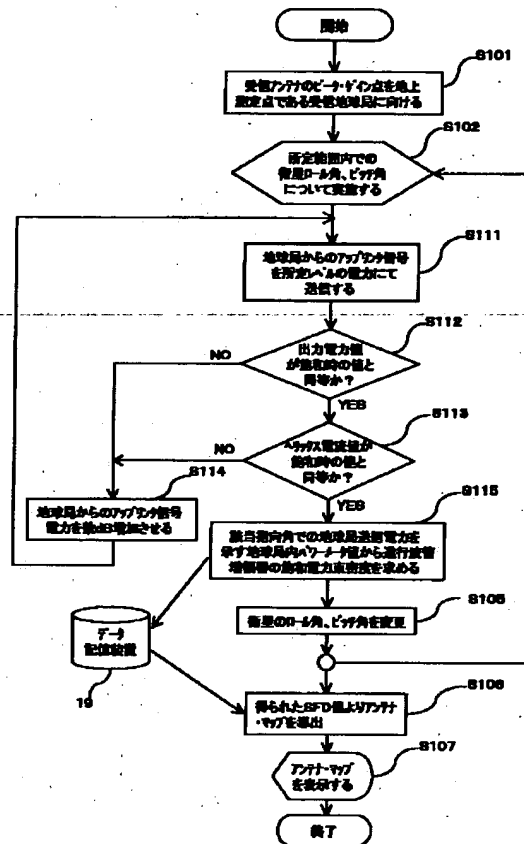 開始
S101
受信アンテナのピーク・ゲイン点を地上
測定点である受信地球局に向ける
S102
所定範囲内での
衛星ロール角、ピッチ角
について実施する
S111
地球局からのアップリンク信号
を所定レベルの電力にて
送信する
S112
出力電力値
が飽和時の値と
同等か?
NO
YES
S113
ヘリックス電流値が
飽和時の値と
同等か?
NO
YES
S114
地球局からのアップリンク信号
電力を数dB増加させる
S115
該当指向角での地球局送信電力を
示す地球局内パワーメータ値から進行波管
増幅器の飽和電力束密度を求める
S105
衛星のロール角、ピッチ角を変更
データ
記憶装置
19
S106
得られたSFD値よりアンテナ
・マップを導出
S107
アンテナ・マップ
を表示する
終了